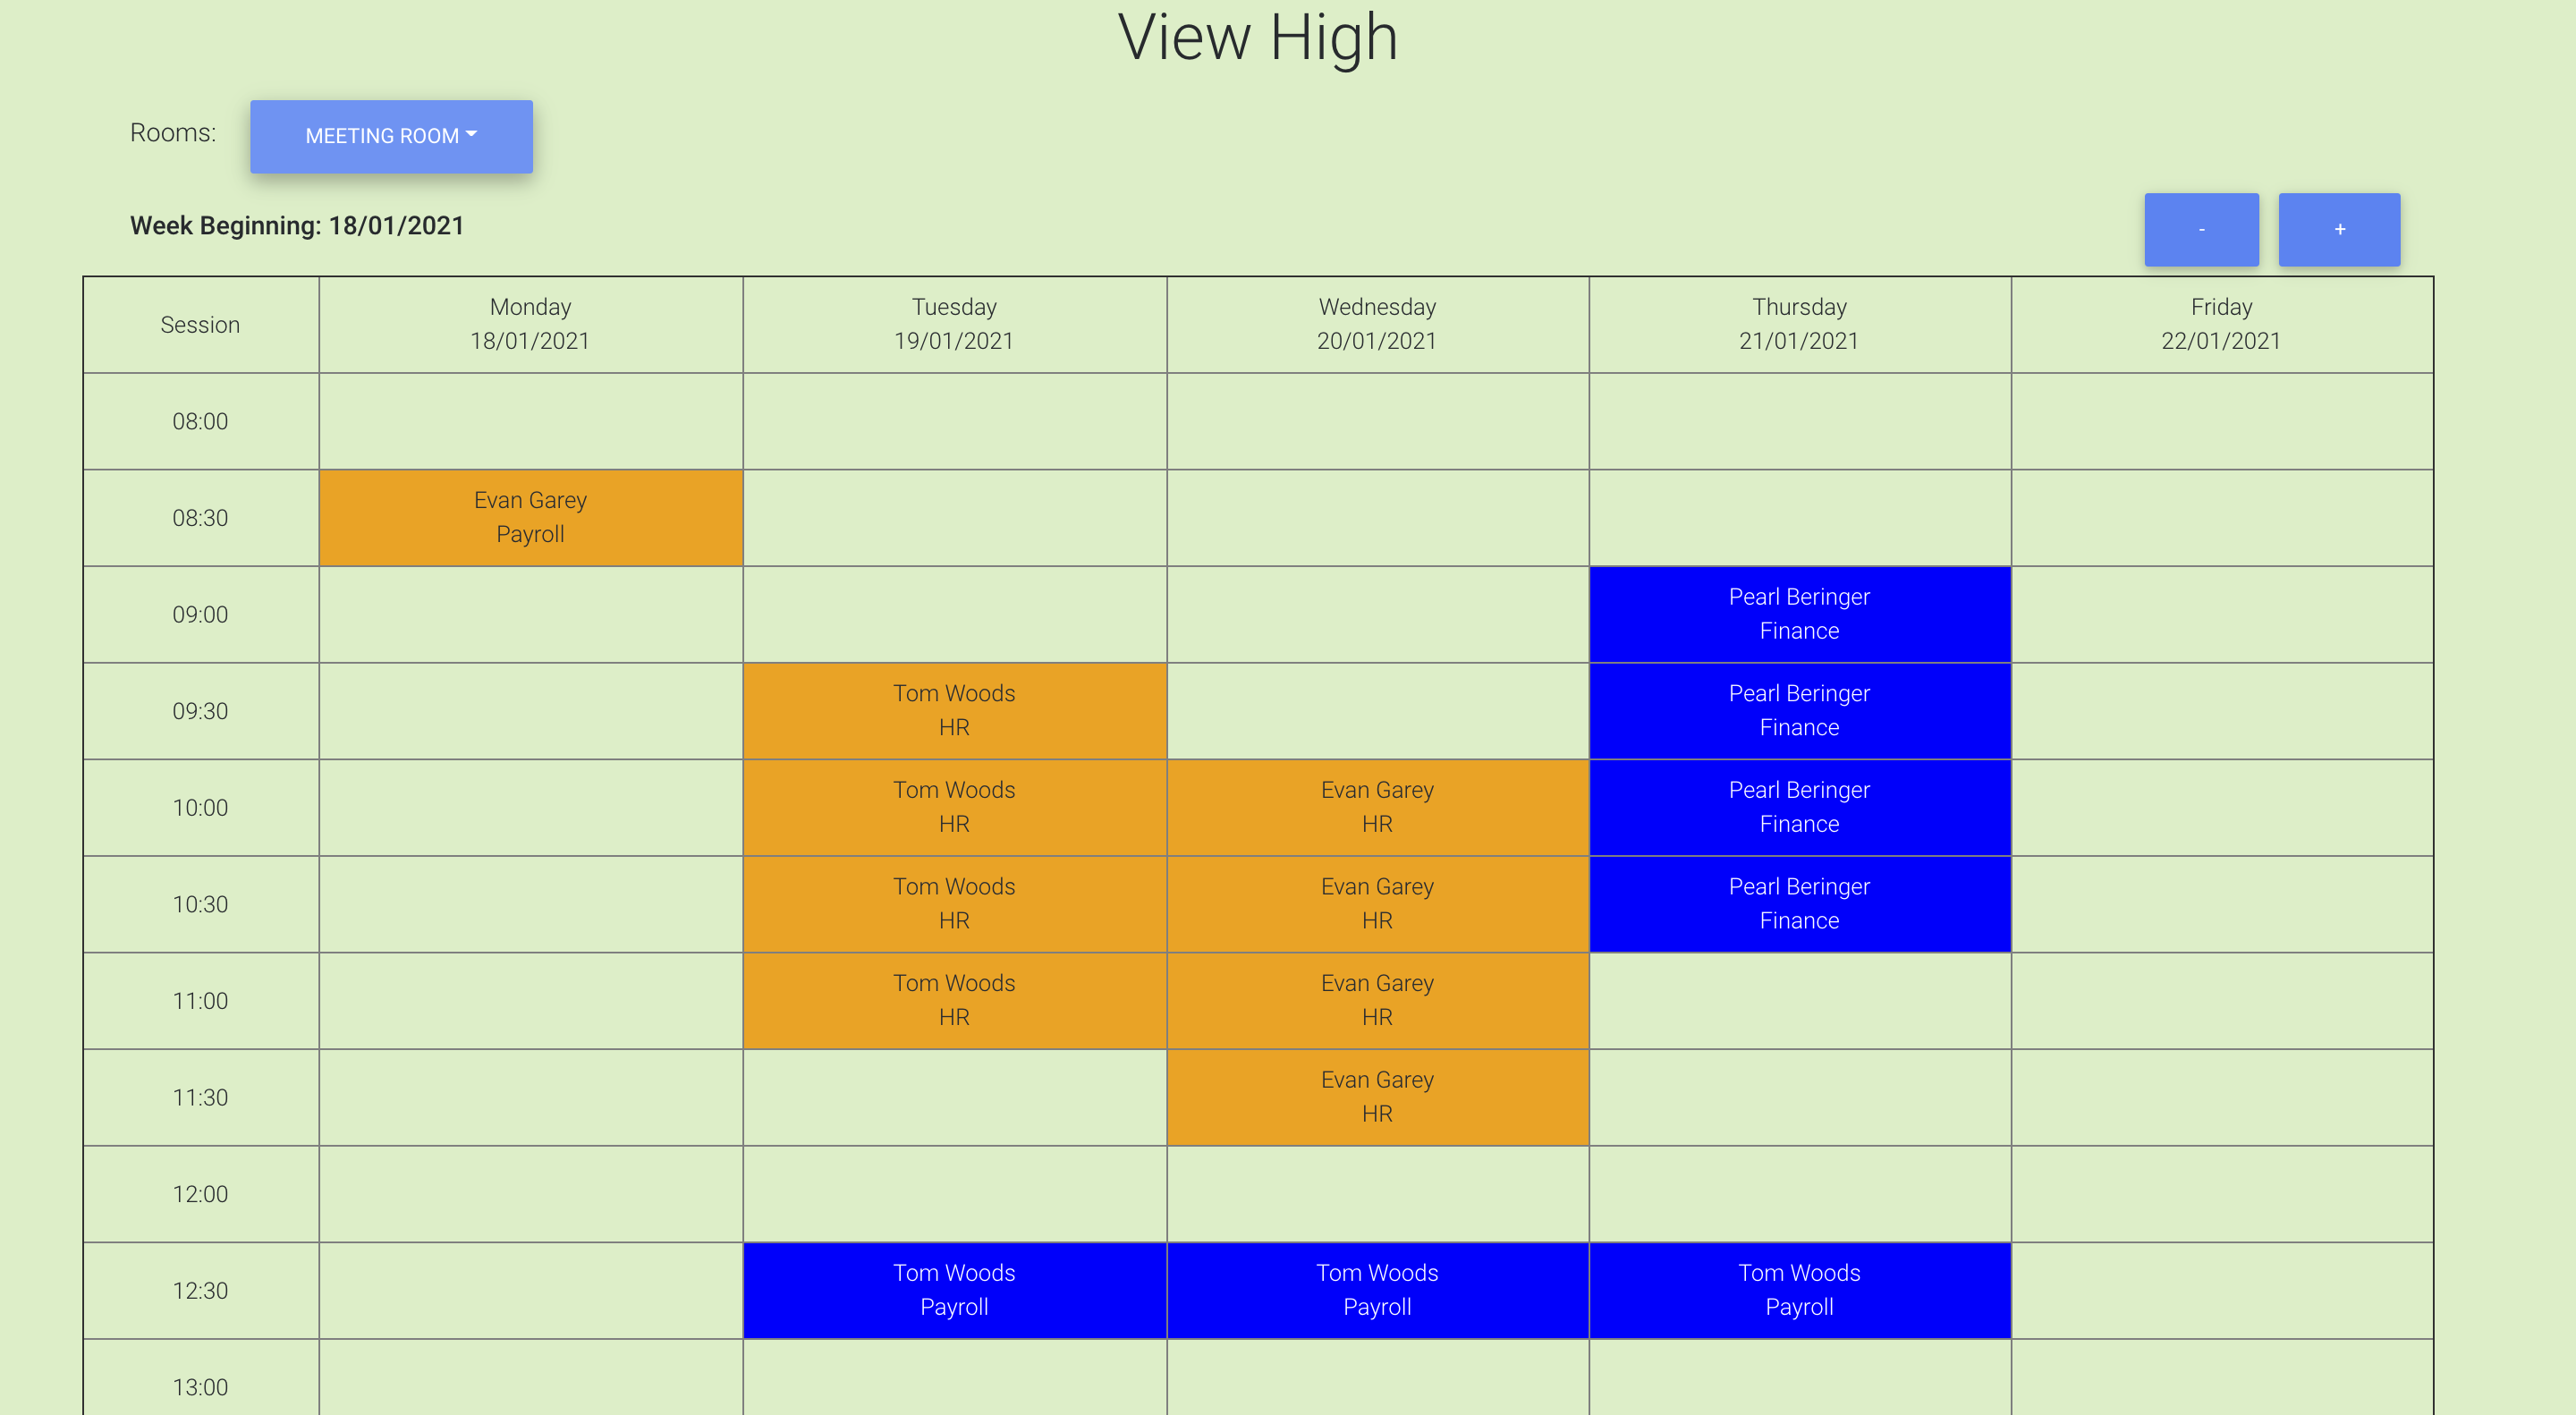 View High
Rooms:
MEETING ROOM
Week Beginning: 18/01/2021
-
+
Session
Monday
18/01/2021
Tuesday
19/01/2021
Wednesday
20/01/2021
Thursday
21/01/2021
Friday
22/01/2021
08:00
08:30
Evan Garey
Payroll
09:00
Pearl Beringer
Finance
09:30
Tom Woods
HR
Pearl Beringer
Finance
10:00
Tom Woods
HR
Evan Garey
HR
Pearl Beringer
Finance
10:30
Tom Woods
HR
Evan Garey
HR
Pearl Beringer
Finance
11:00
Tom Woods
HR
Evan Garey
HR
11:30
Evan Garey
HR
12:00
12:30
Tom Woods
Payroll
Tom Woods
Payroll
Tom Woods
Payroll
13:00